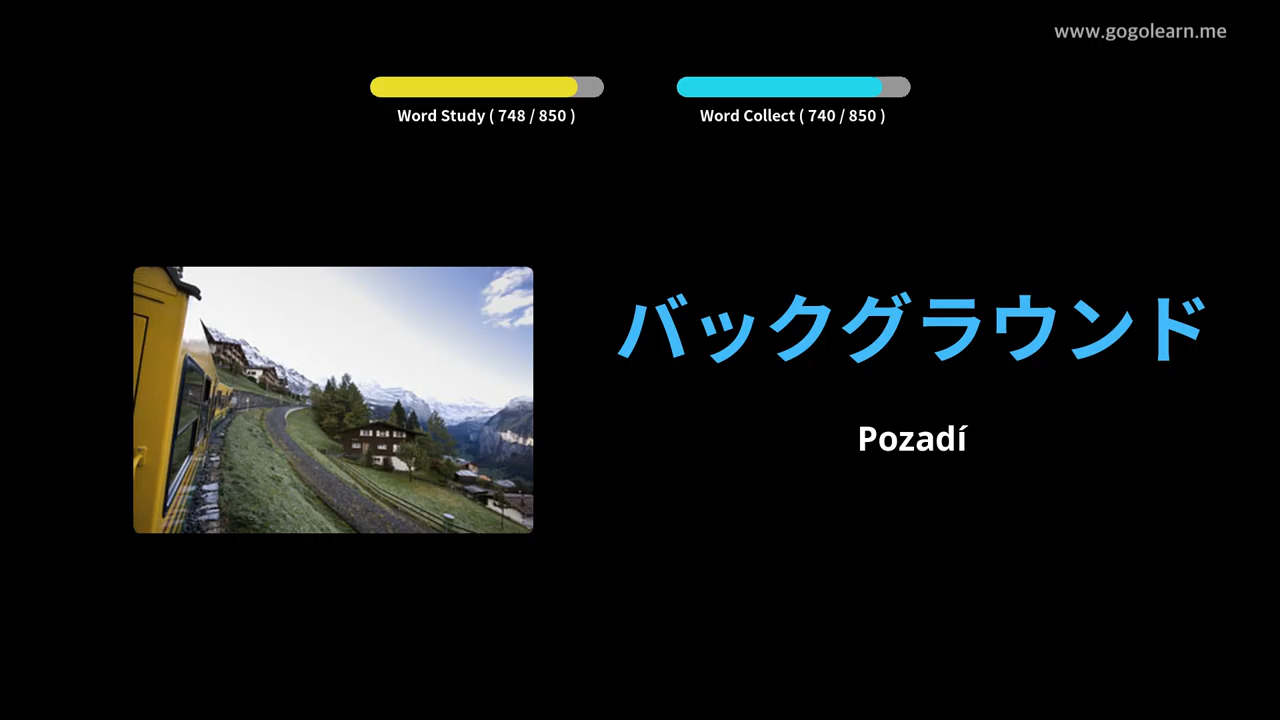 www.gogolearn.me
Word Study ( 748 / 850 )
Word Collect ( 740 / 850 )
バックグラウンド
Pozadí